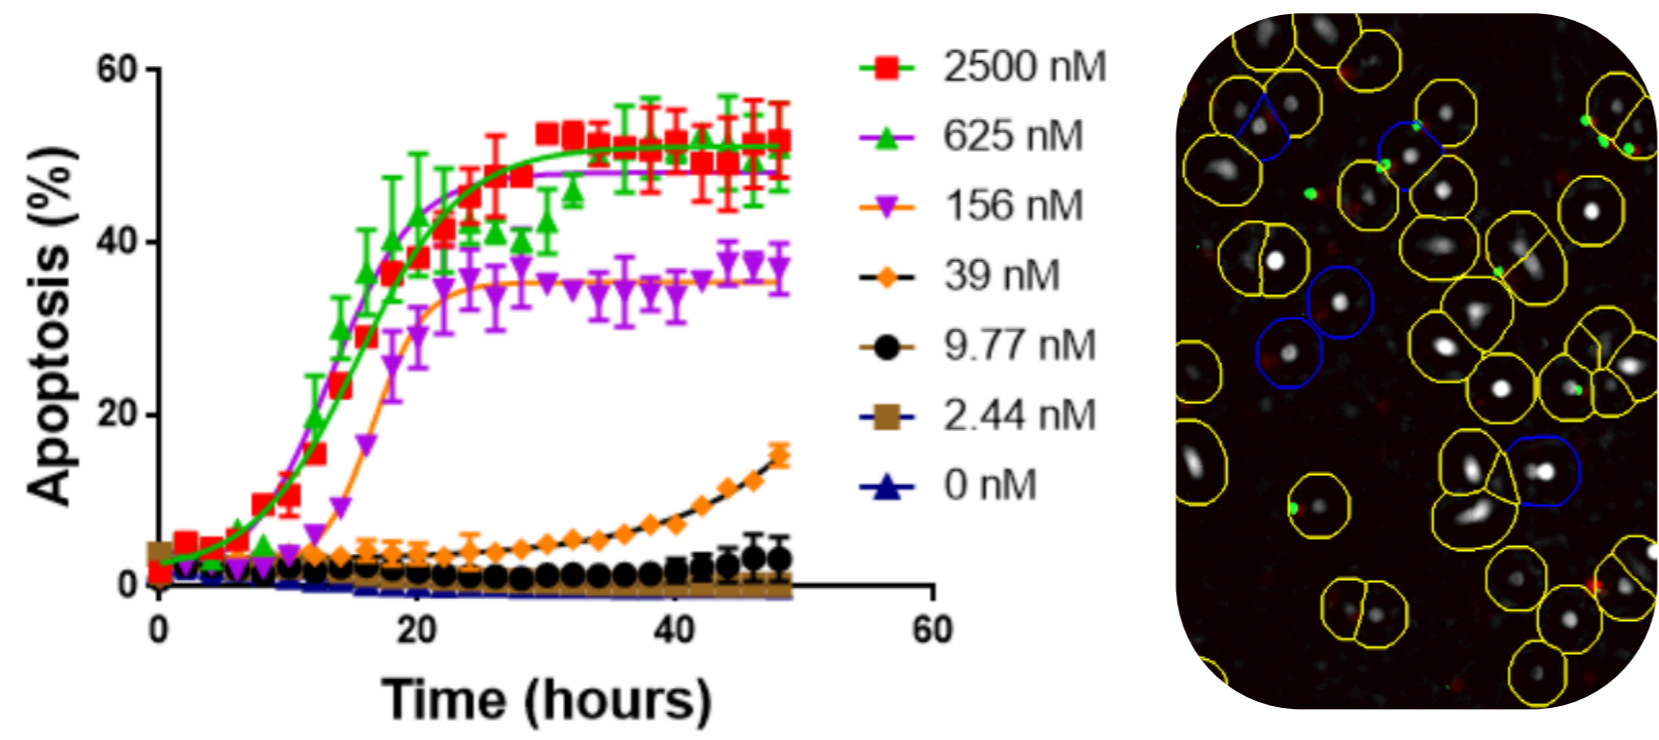 60
40
20
0
0 20 40 60
Apoptosis (%)
Time (hours)
2500 nM
625 nM
156 nM
39 nM
9.77 nM
2.44 nM
0 nM